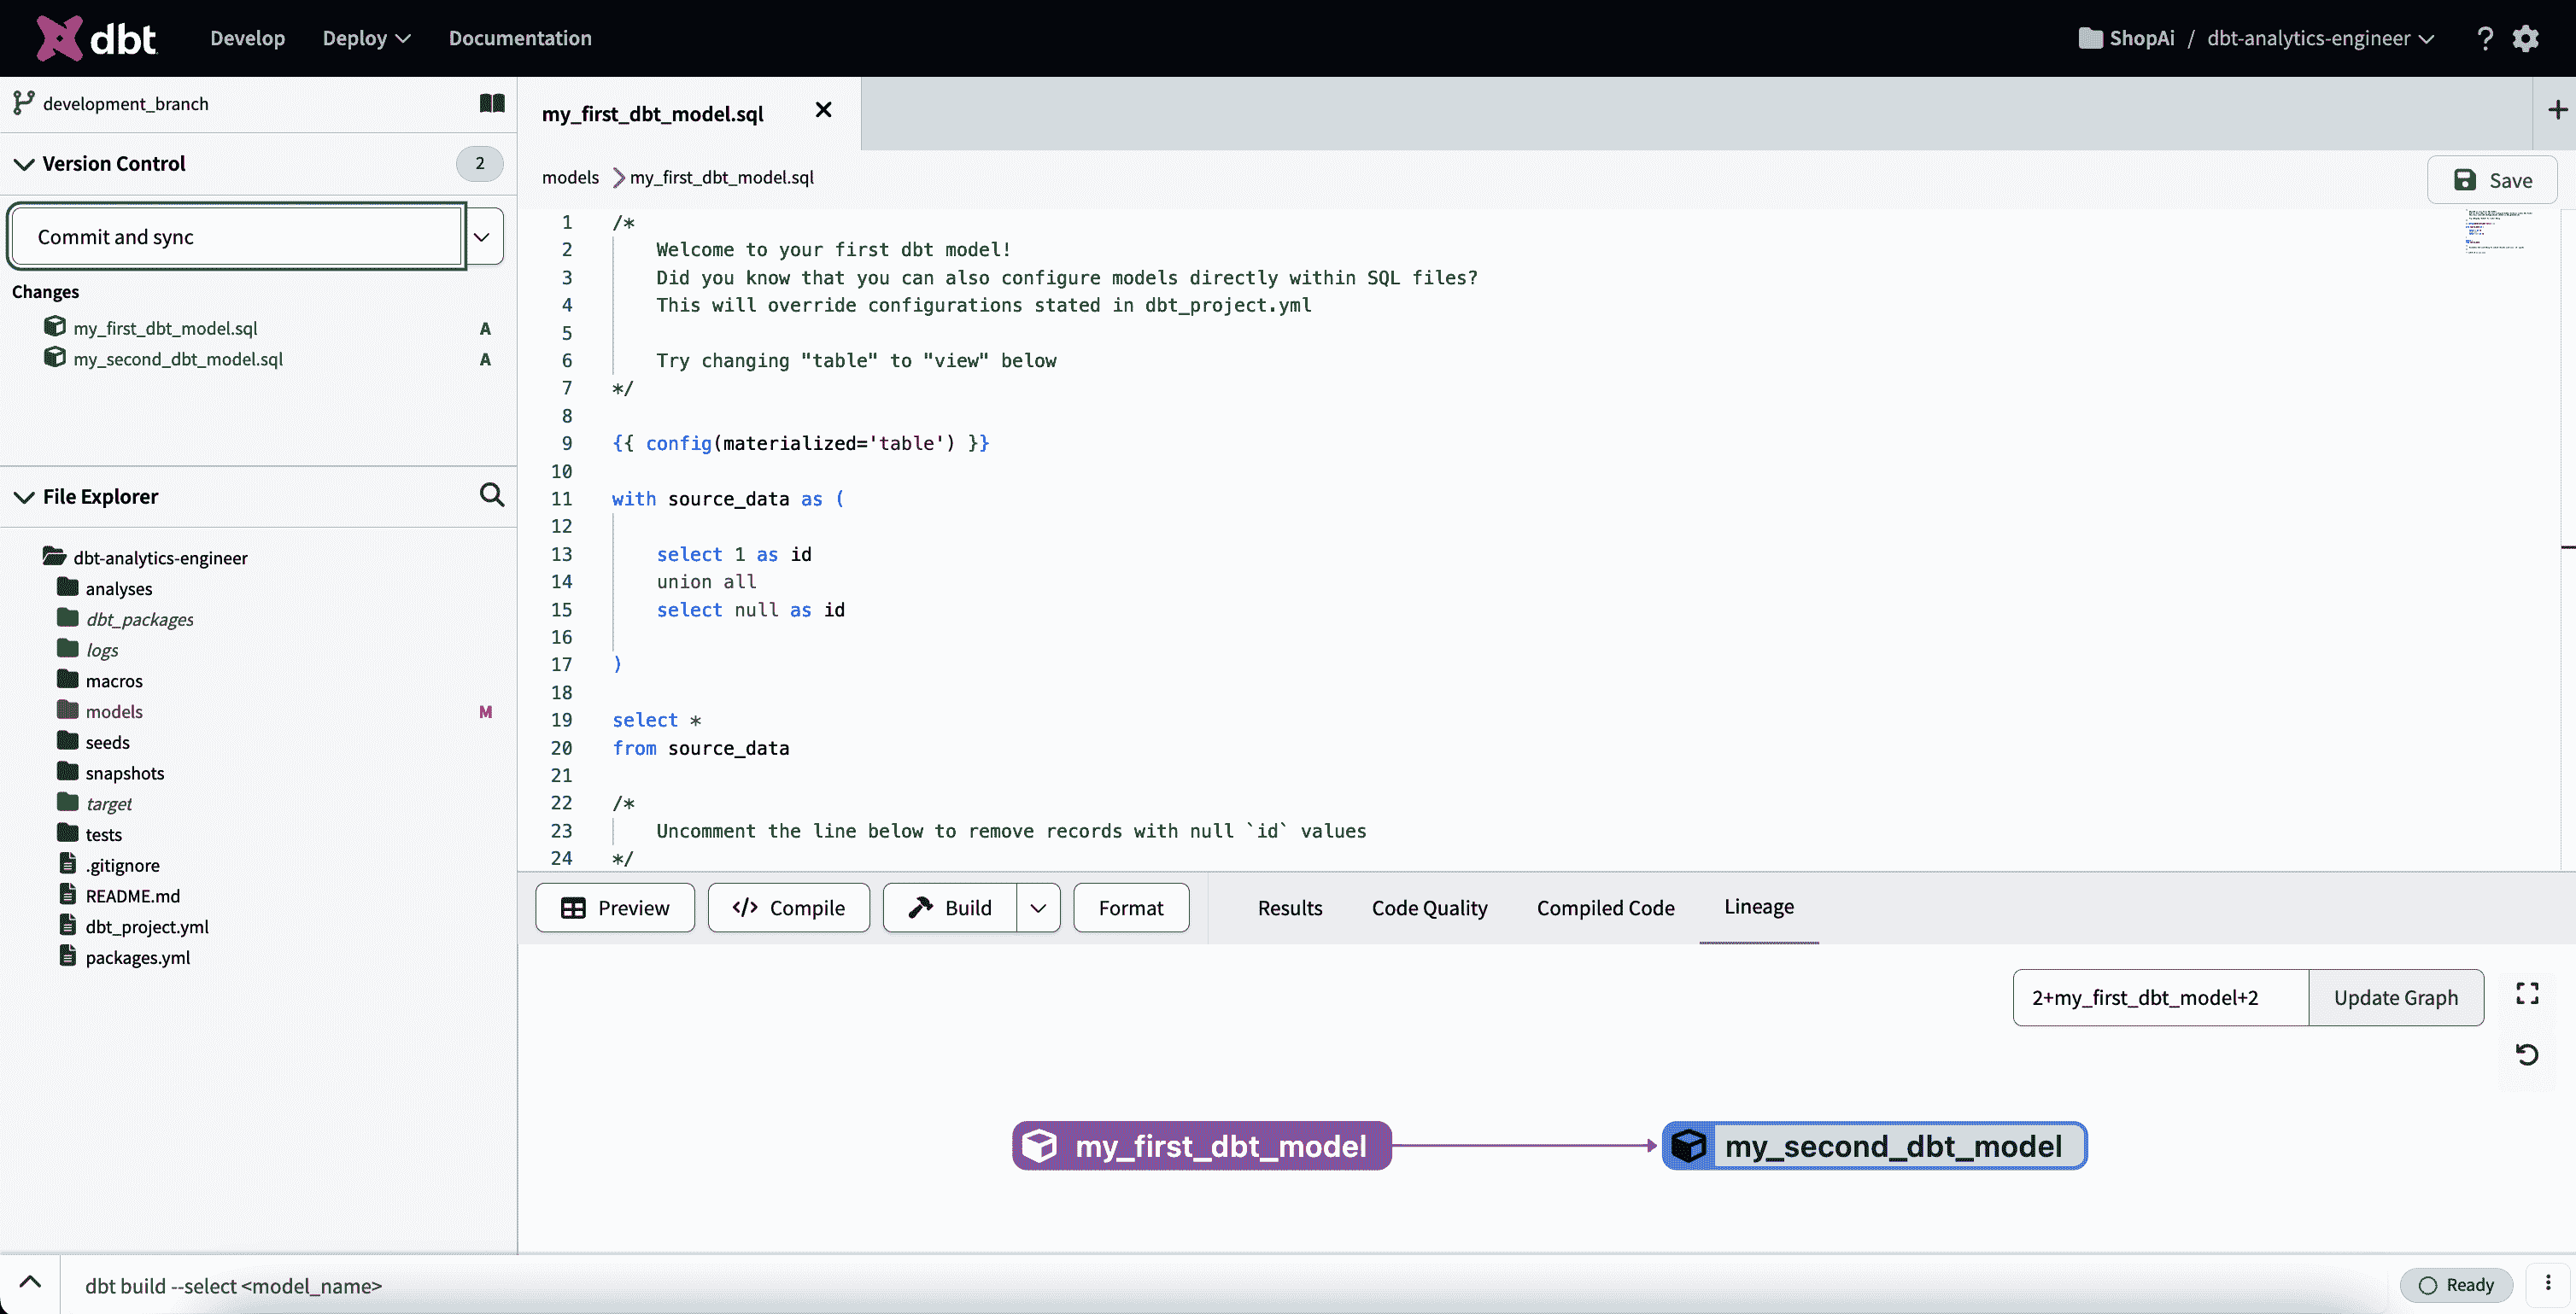 dbt
Develop
Deploy
Documentation
ShopAi / dbt-analytics-engineer
?
development_branch
Version Control
2
Commit and sync
Changes
my_first_dbt_model.sql A
my_second_dbt_model.sql A
File Explorer
dbt-analytics-engineer
analyses
dbt_packages
logs
macros
models M
seeds
snapshots
target
tests
.gitignore
README.md
dbt_project.yml
packages.yml
my_first_dbt_model.sql
models > my_first_dbt_model.sql
Save
1 /*
2 Welcome to your first dbt model!
3 Did you know that you can also configure models directly within SQL files?
4 This will override configurations stated in dbt_project.yml
5
6 Try changing "table" to "view" below
7 */
8
9 {{ config(materialized='table') }}
10
11 with source_data as (
12
13 select 1 as id
14 union all
15 select null as id
16
17 )
18
19 select *
20 from source_data
21
22 /*
23 Uncomment the line below to remove records with null `id` values
24 */
Preview
</> Compile
Build
Format
Results
Code Quality
Compiled Code
Lineage
2+my_first_dbt_model+2
Update Graph
my_first_dbt_model
my_second_dbt_model
dbt build --select <model_name>
Ready